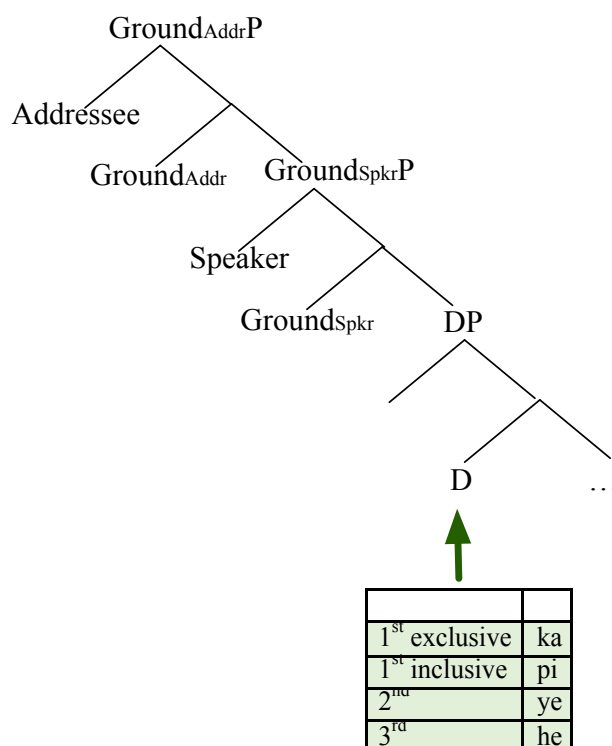 GroundAddrP
Addressee
GroundAddr GroundSpkrP
Speaker
GroundSpkr DP
D ..
1st exclusive ka
1st inclusive pi
2nd ye
3rd he